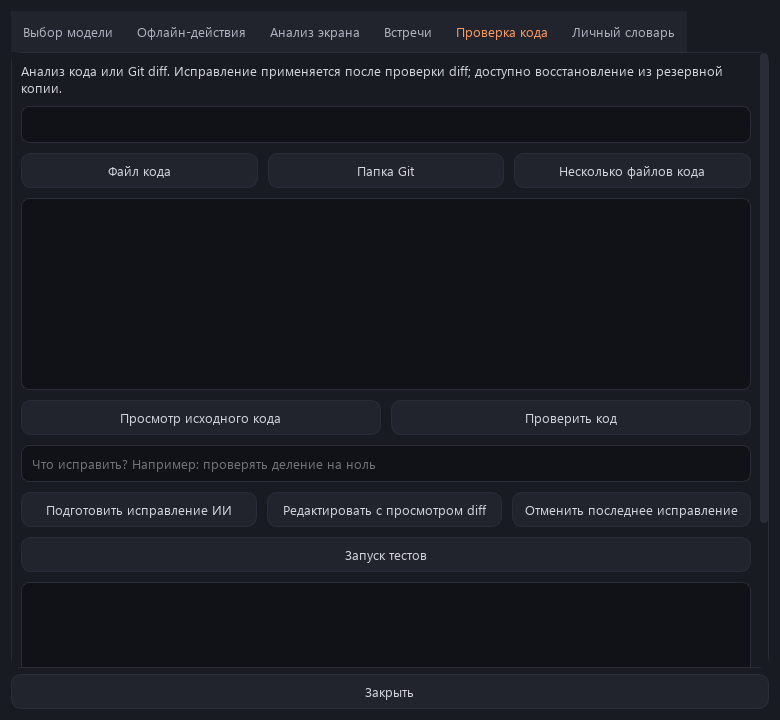 Выбор модели
Офлайн-действия
Анализ экрана
Встречи
Проверка кода
Личный словарь
Анализ кода или Git diff. Исправление применяется после проверки diff; доступно восстановление из резервной
копии.
Файл кода
Папка Git
Несколько файлов кода
Просмотр исходного кода
Проверить код
Что исправить? Например: проверять деление на ноль
Подготовить исправление ИИ
Редактировать с просмотром diff
Отменить последнее исправление
Запуск тестов
Закрыть